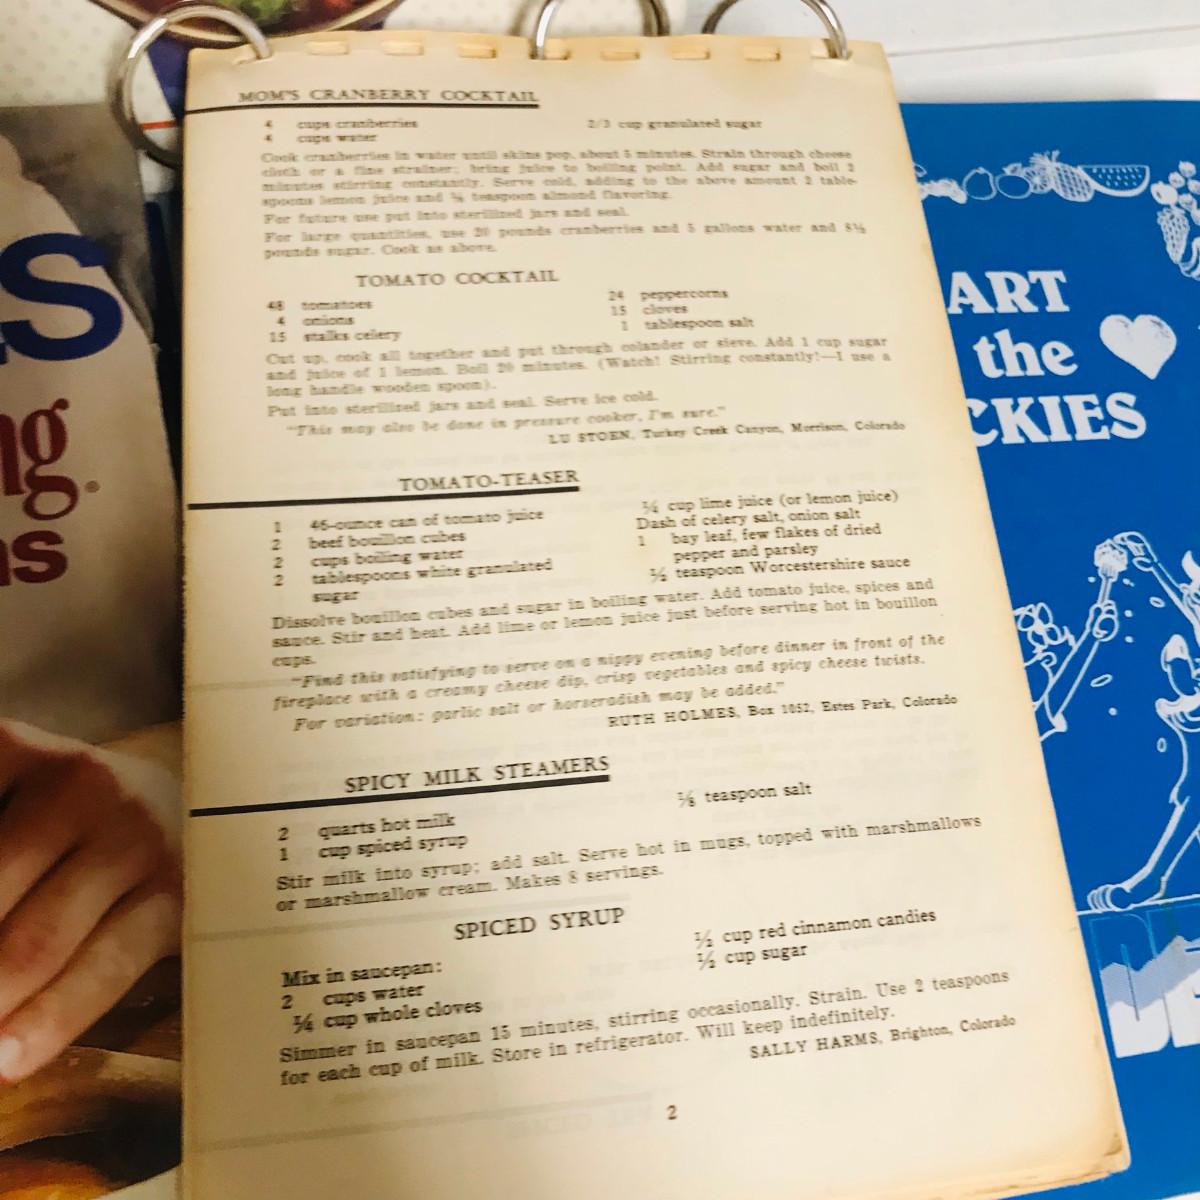 MOM'S CRANBERRY COCKTAIL
4 cups cranberries
4 cups water
2/3 cup granulated sugar
Cook cranberries in water until skins pop, about 5 minutes. Strain through cheese
cloth or a fine strainer; bring juice to boiling point. Add sugar and boil 2
minutes stirring constantly. Serve cold, adding to the above amount 2 table-
spoons lemon juice and teaspoon almond flavoring.
For future use put into sterilized jars and seal.
For large quantities, use 20 pounds cranberries and 5 gallons water and 8½
pounds sugar. Cook as above.
TOMATO COCKTAIL
48 tomatoes
4 onions
15 stalks celery
24 peppercorns
15 cloves
1 tablespoon salt
Cut up, cook all together and put through colander or sieve. Add 1 cup sugar
and juice of 1 lemon. Boil 20 minutes. (Watch! Stirring constantly!—I use a
long handle wooden spoon).
Put into sterilized jars and seal. Serve ice cold.
"This may also be done in pressure cooker, I'm sure."
LU STOEN, Turkey Creek Canyon, Morrison, Colorado
TOMATO-TEASER
1 46-ounce can of tomato juice
2 beef bouillon cubes
2 cups boiling water
2 tablespoons white granulated
sugar
¼ cup lime juice (or lemon juice)
Dash of celery salt, onion salt
1 bay leaf, few flakes of dried
pepper and parsley
½ teaspoon Worcestershire sauce
Dissolve bouillon cubes and sugar in boiling water. Add tomato juice, spices and
sauce. Stir and heat. Add lime or lemon juice just before serving hot in bouillon
cups.
"Find this satisfying to serve on a nippy evening before dinner in front of the
fireplace with a creamy cheese dip, crisp vegetables and spicy cheese twists.
For variation: garlic salt or horseradish may be added."
RUTH HOLMES, Box 1052, Estes Park, Colorado
SPICY MILK STEAMERS
2 quarts hot milk
1 cup spiced syrup
⅛ teaspoon salt
Stir milk into syrup; add salt. Serve hot in mugs, topped with marshmallows
or marshmallow cream. Makes 8 servings.
SPICED SYRUP
Mix in saucepan:
2 cups water
¼ cup whole cloves
½ cup red cinnamon candies
½ cup sugar
Simmer in saucepan 15 minutes, stirring occasionally. Strain. Use 2 teaspoons
for each cup of milk. Store in refrigerator. Will keep indefinitely.
SALLY HARMS, Brighton, Colorado
2
ART
the
CKIES
S
ng
ns